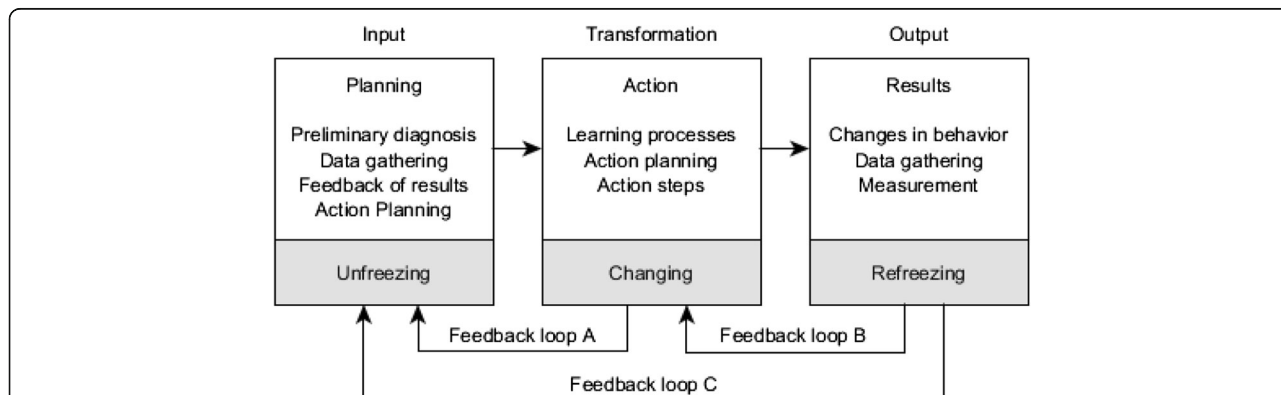 Input
Planning
Preliminary diagnosis
Data gathering
Feedback of results
Action Planning
Unfreezing
Transformation
Action
Learning processes
Action planning
Action steps
Changing
Output
Results
Changes in behavior
Data gathering
Measurement
Refreezing
Feedback loop A
Feedback loop B
Feedback loop C